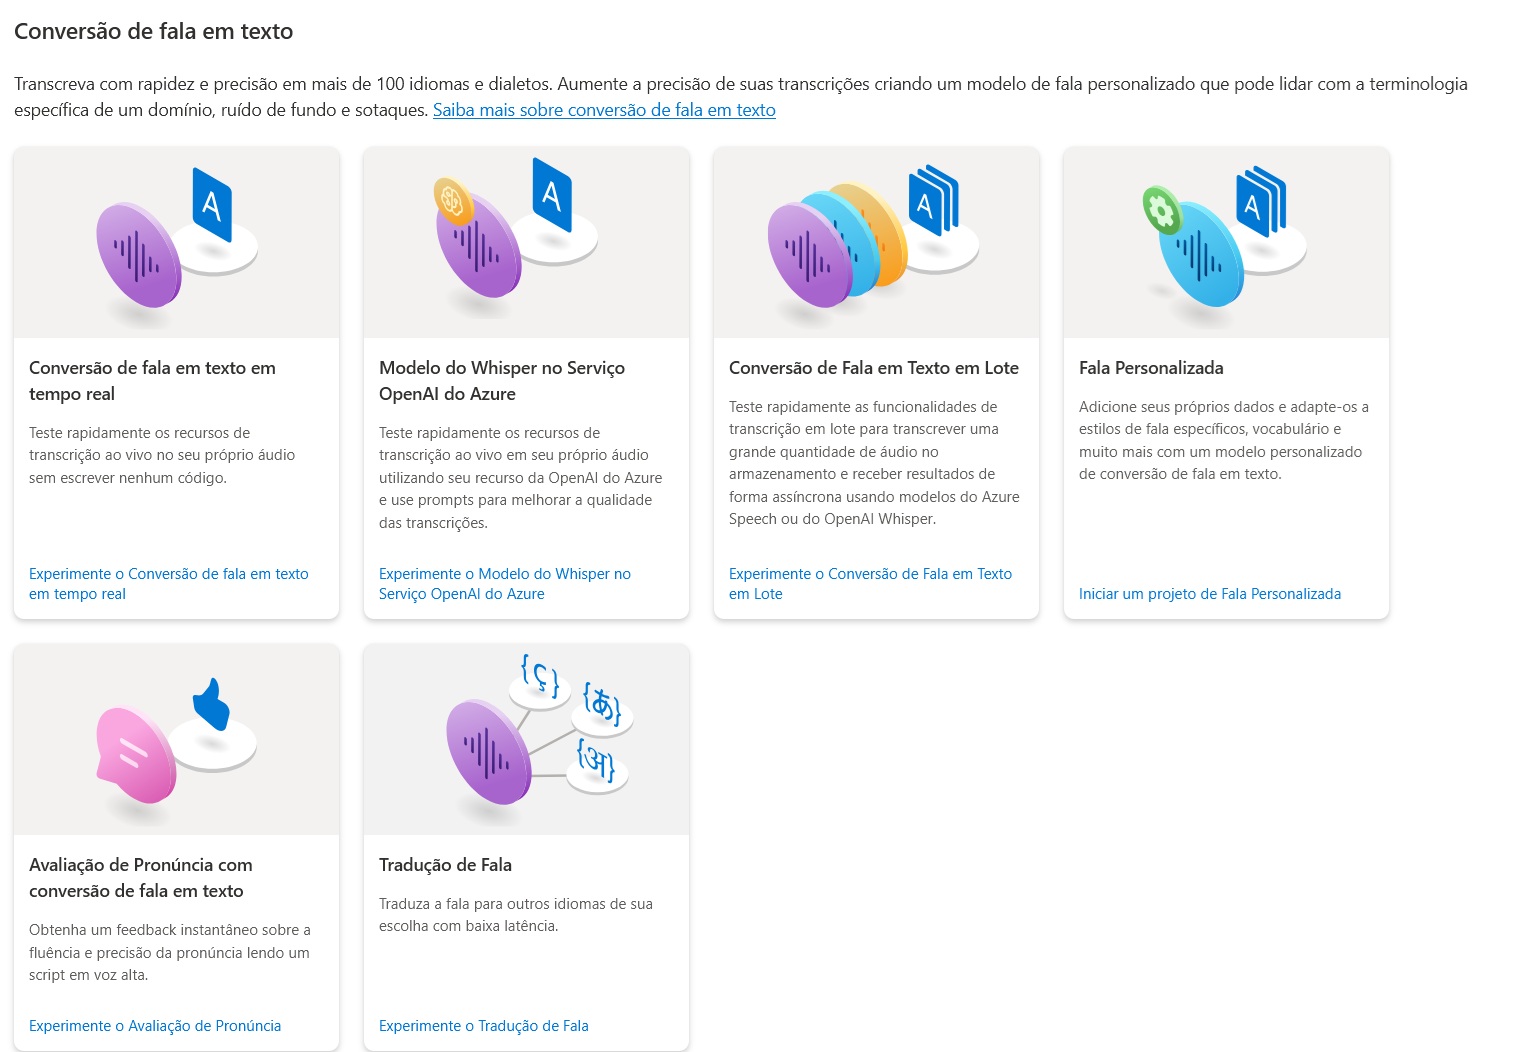 Conversão de fala em texto
Transcreva com rapidez e precisão em mais de 100 idiomas e dialetos. Aumente a precisão de suas transcrições criando um modelo de fala personalizado que pode lidar com a terminologia
específica de um domínio, ruído de fundo e sotaques. Saiba mais sobre conversão de fala em texto
A
Conversão de fala em texto em
tempo real
Teste rapidamente os recursos de
transcrição ao vivo no seu próprio áudio
sem escrever nenhum código.
Experimente o Conversão de fala em texto
em tempo real
A
Modelo do Whisper no Serviço
OpenAI do Azure
Teste rapidamente os recursos de
transcrição ao vivo em seu próprio áudio
utilizando seu recurso da OpenAI do Azure
e use prompts para melhorar a qualidade
das transcrições.
Experimente o Modelo do Whisper no
Serviço OpenAI do Azure
A
Conversão de Fala em Texto em Lote
Teste rapidamente as funcionalidades de
transcrição em lote para transcrever uma
grande quantidade de áudio no
armazenamento e receber resultados de
forma assíncrona usando modelos do Azure
Speech ou do OpenAI Whisper.
Experimente o Conversão de Fala em Texto
em Lote
A
Fala Personalizada
Adicione seus próprios dados e adapte-os a
estilos de fala específicos, vocabulário e
muito mais com um modelo personalizado
de conversão de fala em texto.
Iniciar um projeto de Fala Personalizada
Avaliação de Pronúncia com
conversão de fala em texto
Obtenha um feedback instantâneo sobre a
fluência e precisão da pronúncia lendo um
script em voz alta.
Experimente o Avaliação de Pronúncia
{ç}
{あ}
{अ}
Tradução de Fala
Traduza a fala para outros idiomas de sua
escolha com baixa latência.
Experimente o Tradução de Fala